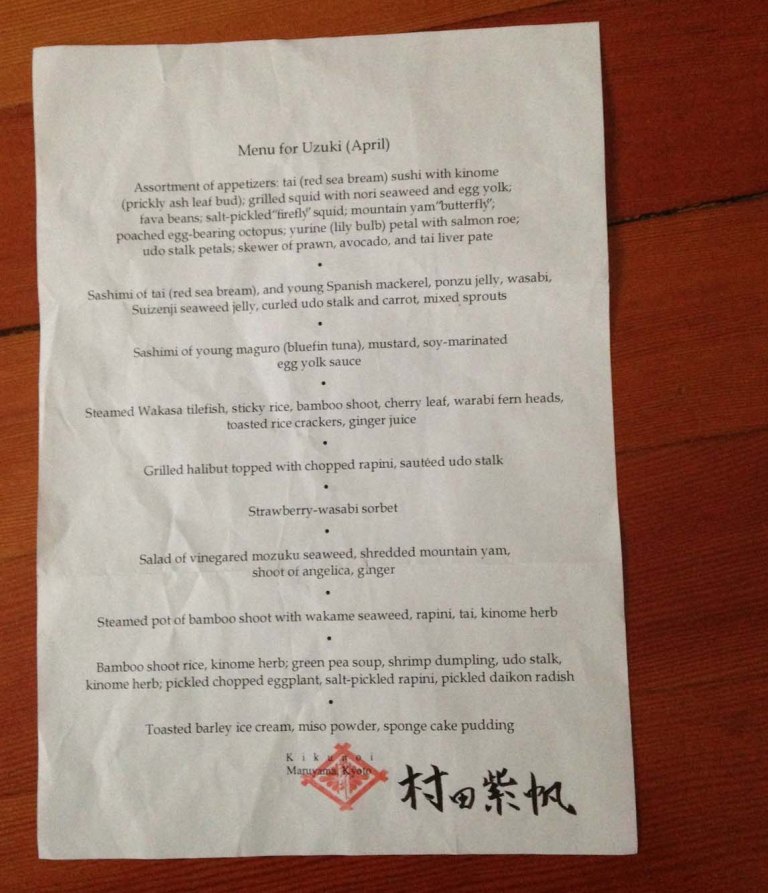 Menu for Uzuki (April)
Assortment of appetizers: tai (red sea bream) sushi with kinome
(prickly ash leaf bud); grilled squid with nori seaweed and egg yolk;
fava beans; salt-pickled "firefly" squid; mountain yam "butterfly";
poached egg-bearing octopus; yurine (lily bulb) petal with salmon roe;
udo stalk petals; skewer of prawn, avocado, and tai liver pate
•
Sashimi of tai (red sea bream), and young Spanish mackerel, ponzu jelly, wasabi,
Suizenji seaweed jelly, curled udo stalk and carrot, mixed sprouts
•
Sashimi of young maguro (bluefin tuna), mustard, soy-marinated
egg yolk sauce
•
Steamed Wakasa tilefish, sticky rice, bamboo shoot, cherry leaf, warabi fern heads,
toasted rice crackers, ginger juice
•
Grilled halibut topped with chopped rapini, sautéed udo stalk
•
Strawberry-wasabi sorbet
•
Salad of vinegared mozuku seaweed, shredded mountain yam,
shoot of angelica, ginger
•
Steamed pot of bamboo shoot with wakame seaweed, rapini, tai, kinome herb
•
Bamboo shoot rice, kinome herb; green pea soup, shrimp dumpling, udo stalk,
kinome herb; pickled chopped eggplant, salt-pickled rapini, pickled daikon radish
•
Toasted barley ice cream, miso powder, sponge cake pudding
Kikunoi
Maruyama, Kyoto
村田紫帆